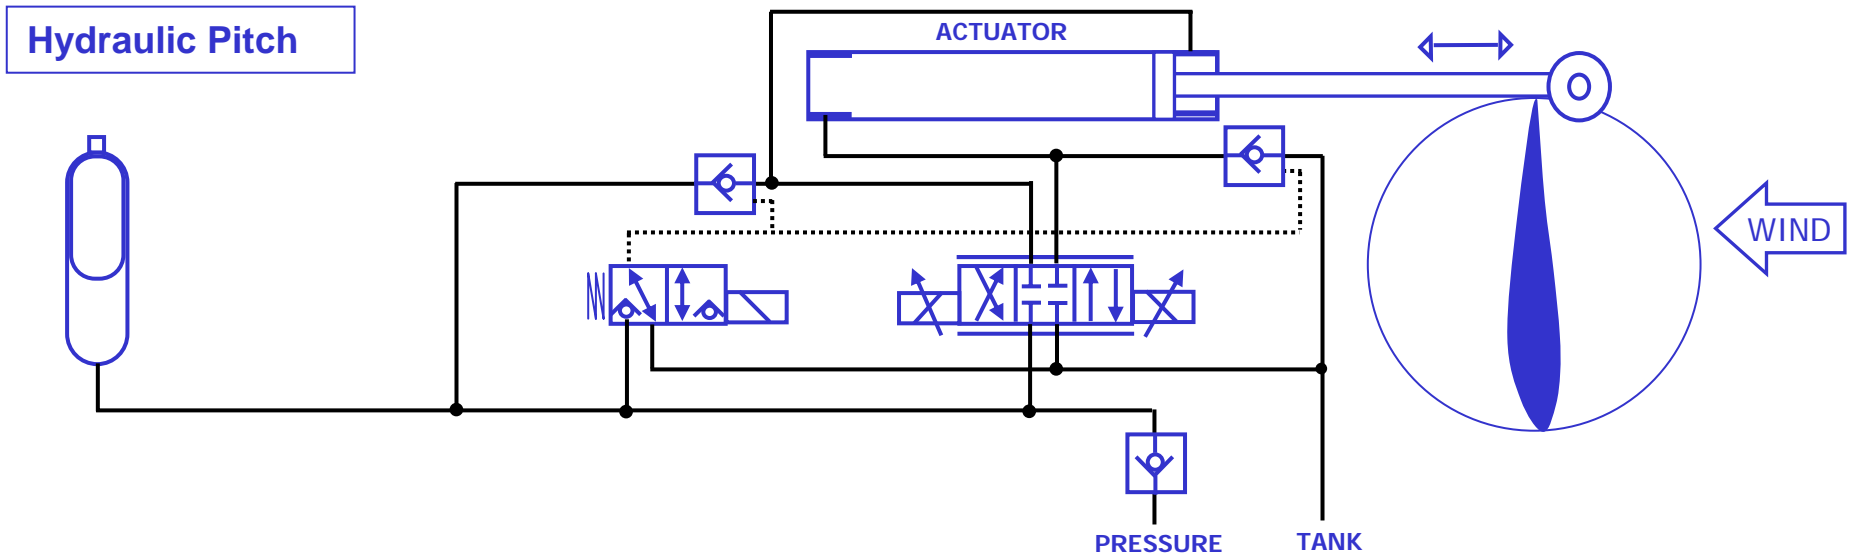 Hydraulic Pitch
ACTUATOR
WIND
PRESSURE
TANK